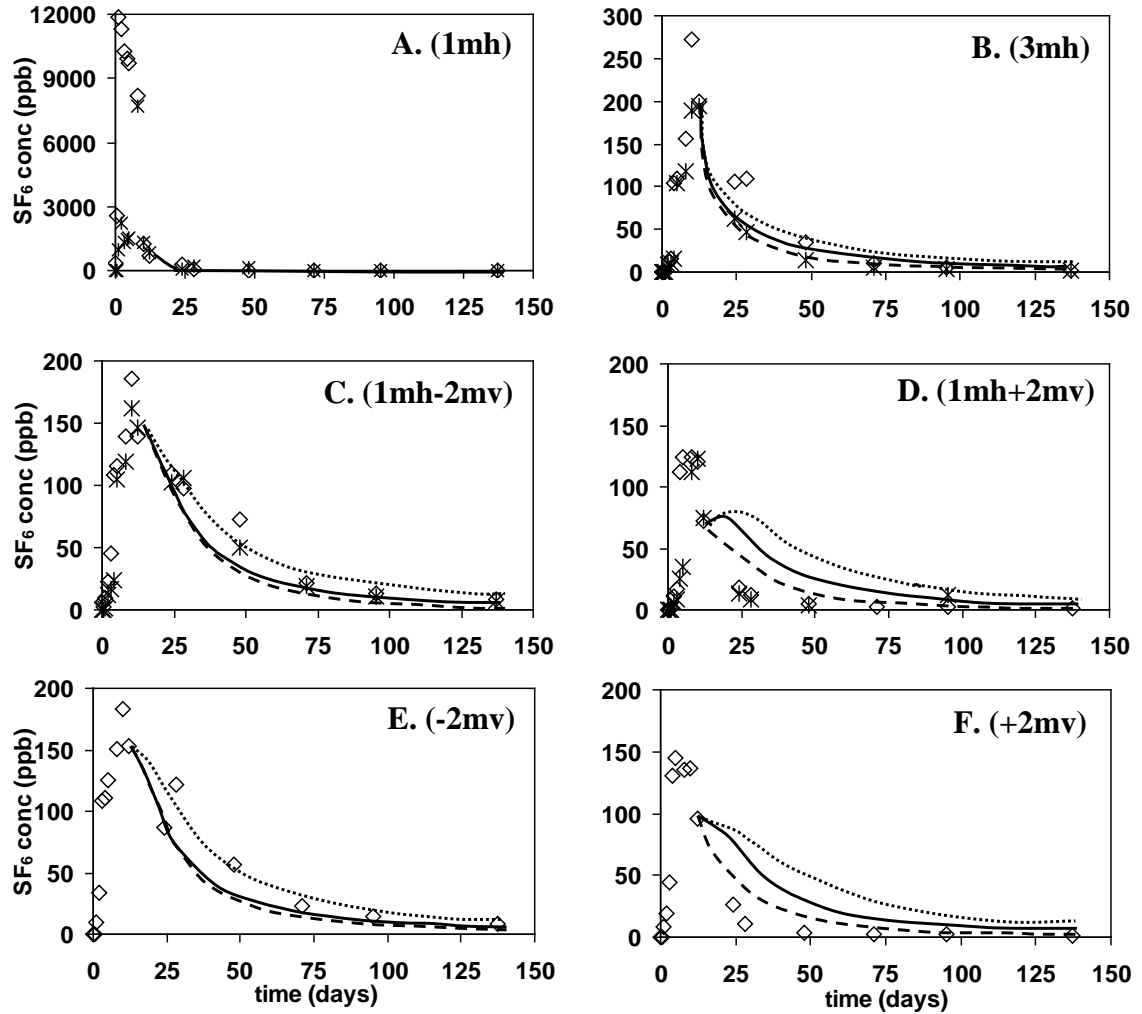 12000
9000
6000
3000
0
SF6 conc (ppb)
A. (1mh)
0 25 50 75 100 125 150
300
250
200
150
100
50
0
B. (3mh)
0 25 50 75 100 125 150
200
150
100
50
0
SF6 conc (ppb)
C. (1mh-2mv)
0 25 50 75 100 125 150
200
150
100
50
0
D. (1mh+2mv)
0 25 50 75 100 125 150
200
150
100
50
0
SF6 conc (ppb)
E. (-2mv)
0 25 50 75 100 125 150
time (days)
200
150
100
50
0
F. (+2mv)
0 25 50 75 100 125 150
time (days)